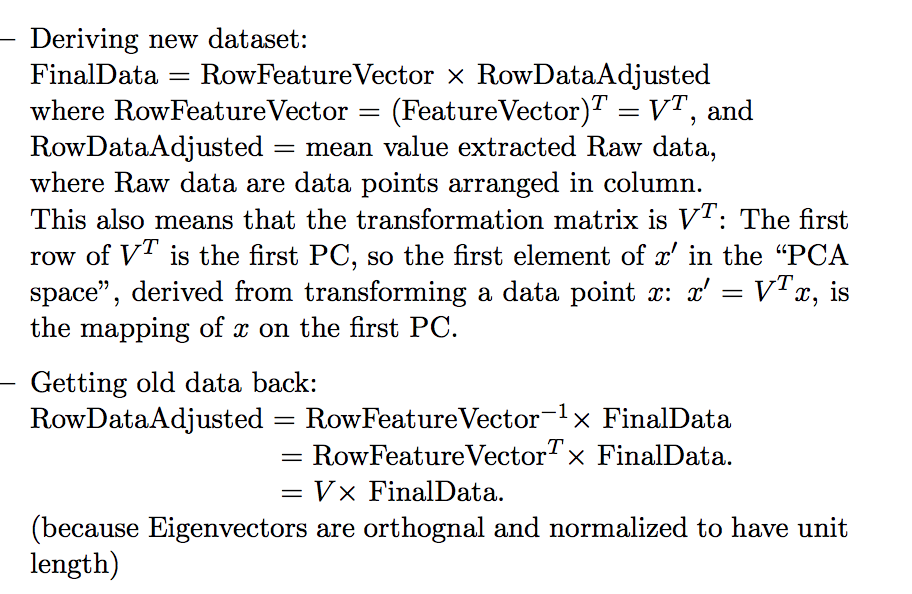 – Deriving new dataset:
FinalData = RowFeatureVector × RowDataAdjusted
where RowFeatureVector = (FeatureVector)^T = V^T, and
RowDataAdjusted = mean value extracted Raw data,
where Raw data are data points arranged in column.
This also means that the transformation matrix is V^T: The first
row of V^T is the first PC, so the first element of x′ in the “PCA
space”, derived from transforming a data point x: x′ = V^T x, is
the mapping of x on the first PC.
– Getting old data back:
RowDataAdjusted = RowFeatureVector^−1 × FinalData
= RowFeatureVector^T × FinalData.
= V× FinalData.
(because Eigenvectors are orthognal and normalized to have unit
length)